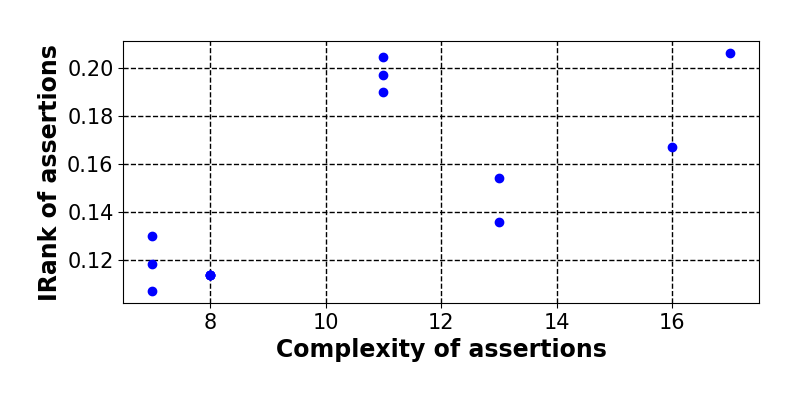 0.20
0.18
0.16
0.14
0.12
IRank of assertions
8 10 12 14 16
Complexity of assertions